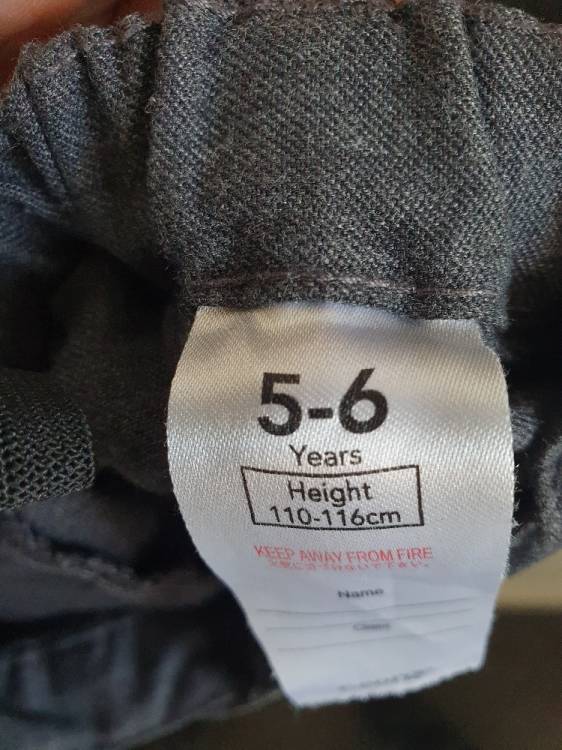 5-6
Years
Height
110-116cm
KEEP AWAY FROM FIRE
Name
Class